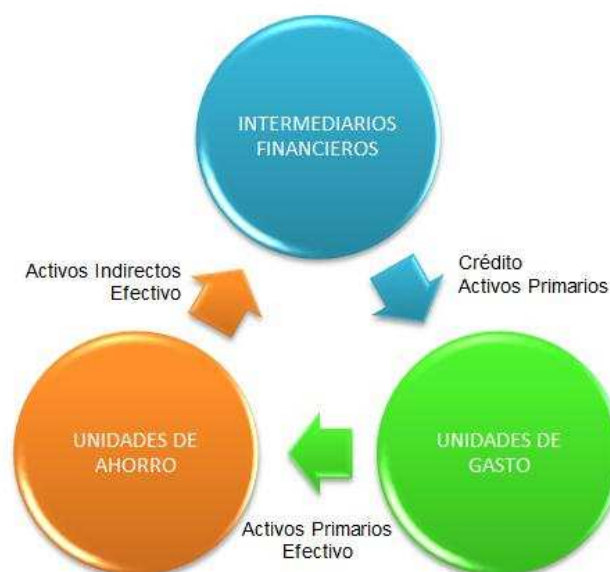 INTERMEDIARIOS
FINANCIEROS
Activos Indirectos
Efectivo
Crédito
Activos Primarios
UNIDADES DE
AHORRO
UNIDADES DE
GASTO
Activos Primarios
Efectivo